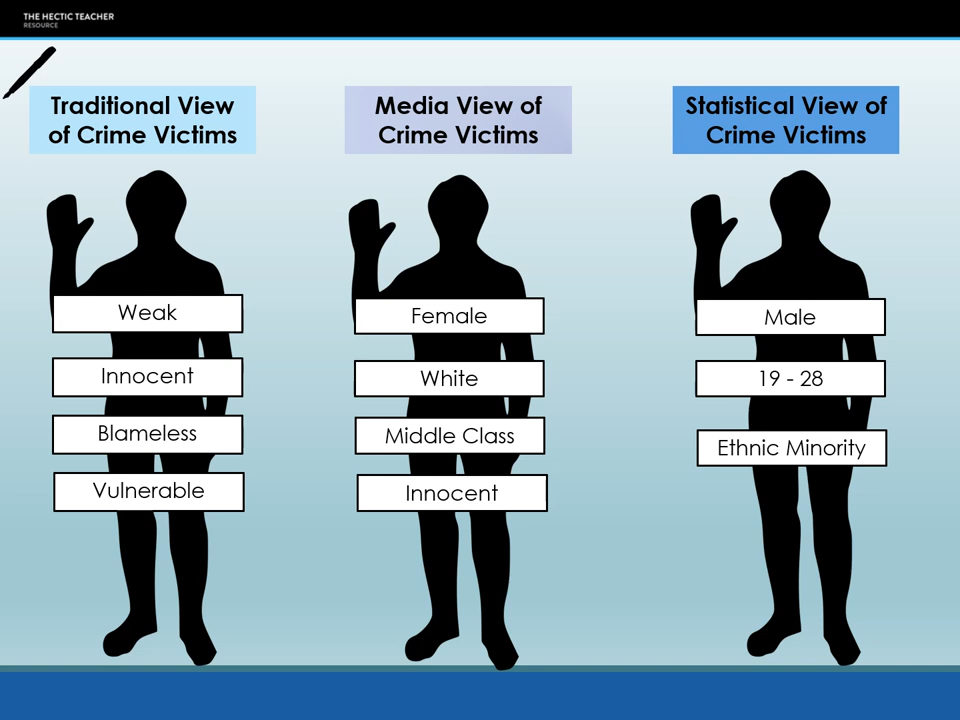 THE HECTIC TEACHER
RESOURCE
Traditional View
of Crime Victims
Weak
Innocent
Blameless
Vulnerable
Media View of
Crime Victims
Female
White
Middle Class
Innocent
Statistical View of
Crime Victims
Male
19 - 28
Ethnic Minority